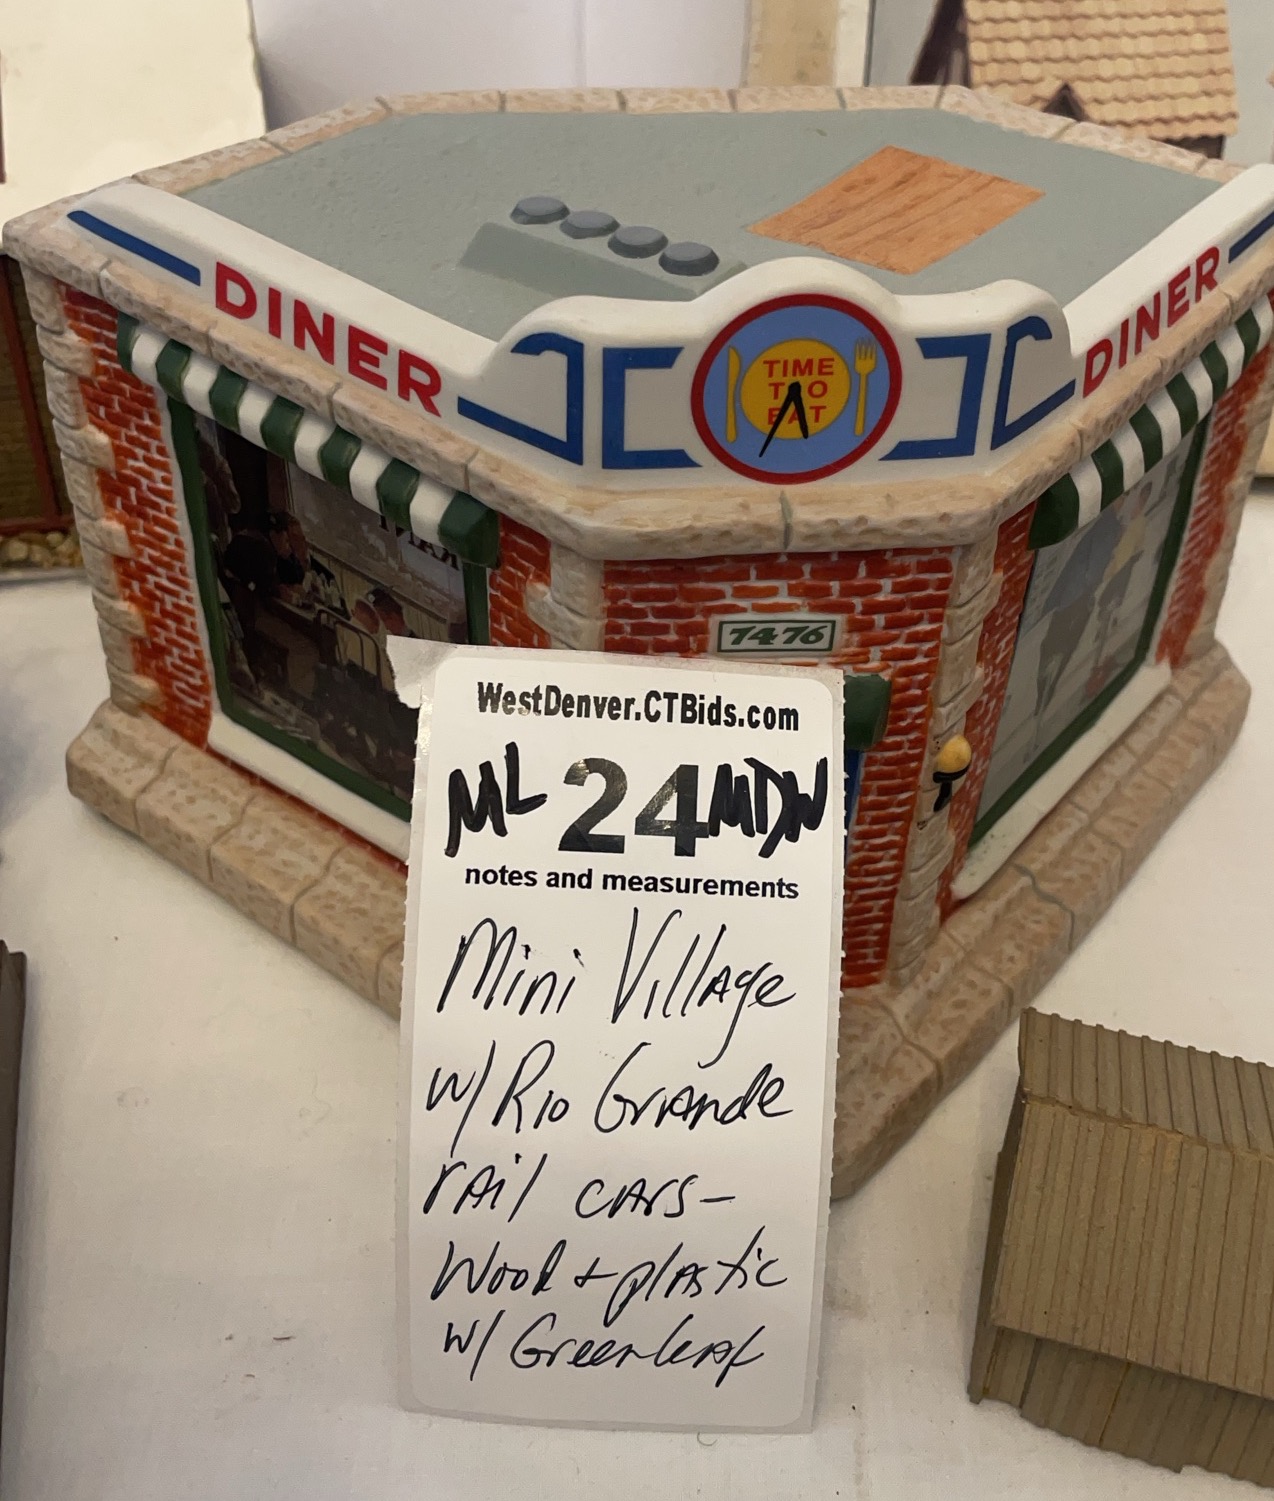 DINER
DINER
TIME
TO
EAT
7476
WestDenver.CTBids.com
ML 24 MDW
notes and measurements
Mini Village
w/ Rio Grande
rail cars-
Wood + plastic
w/ Greenleaf